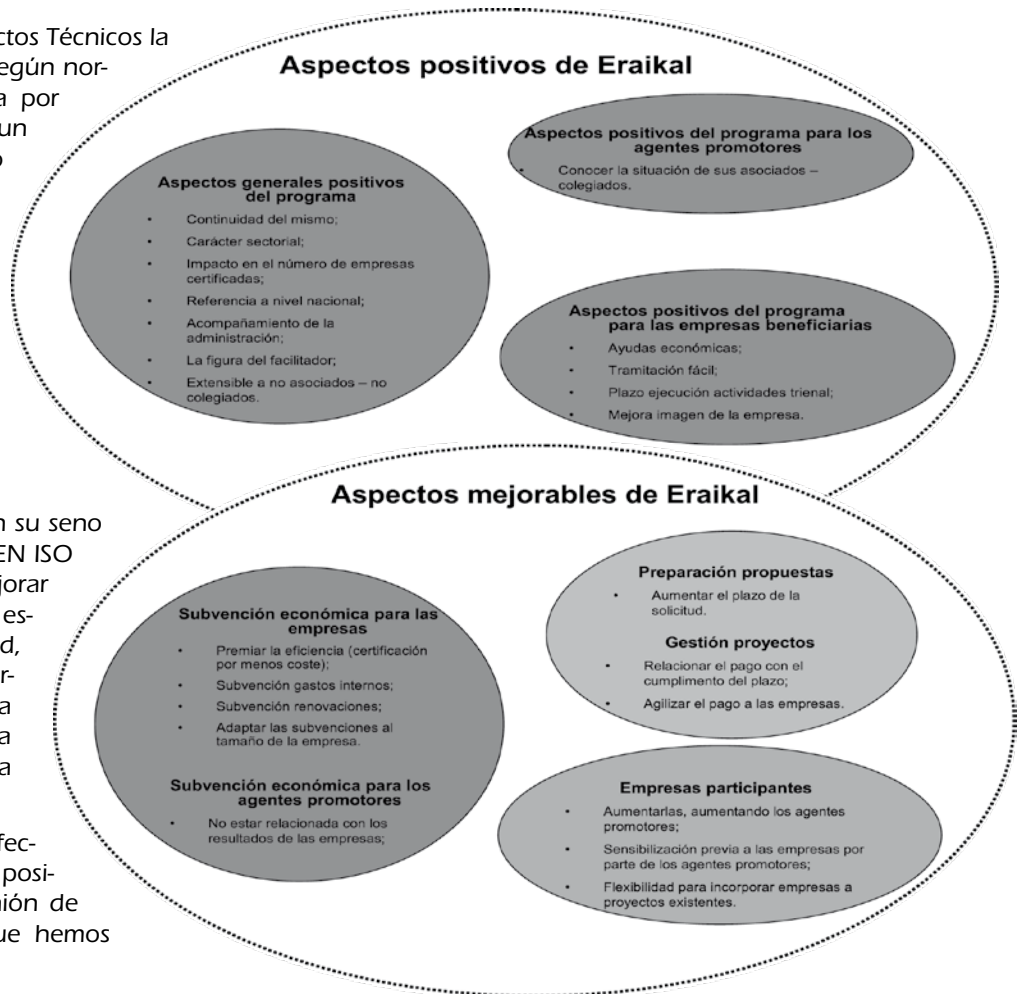 ctos Técnicos la
egún nor-
a por
un
o
n su seno
EN ISO
jorar
es-
d,
r-
a
a
a
fec-
posi-
nión de
ue hemos
Aspectos positivos de Eraikal
Aspectos generales positivos
del programa
• Continuidad del mismo;
• Carácter sectorial;
• Impacto en el número de empresas
certificadas;
• Referencia a nivel nacional;
• Acompañamiento de la
administración;
• La figura del facilitador;
• Extensible a no asociados – no
colegiados.
Aspectos positivos del programa para los
agentes promotores
• Conocer la situación de sus asociados –
colegiados.
Aspectos positivos del programa
para las empresas beneficiarias
• Ayudas económicas;
• Tramitación fácil;
• Plazo ejecución actividades trienal;
• Mejora imagen de la empresa.
Aspectos mejorables de Eraikal
Subvención económica para las
empresas
• Premiar la eficiencia (certificación
por menos coste);
• Subvención gastos internos;
• Subvención renovaciones;
• Adaptar las subvenciones al
tamaño de la empresa.
Subvención económica para los
agentes promotores
• No estar relacionada con los
resultados de las empresas;
Preparación propuestas
• Aumentar el plazo de la
solicitud.
Gestión proyectos
• Relacionar el pago con el
cumplimento del plazo;
• Agilizar el pago a las empresas.
Empresas participantes
• Aumentarlas, aumentando los agentes
promotores;
• Sensibilización previa a las empresas por
parte de los agentes promotores;
• Flexibilidad para incorporar empresas a
proyectos existentes.